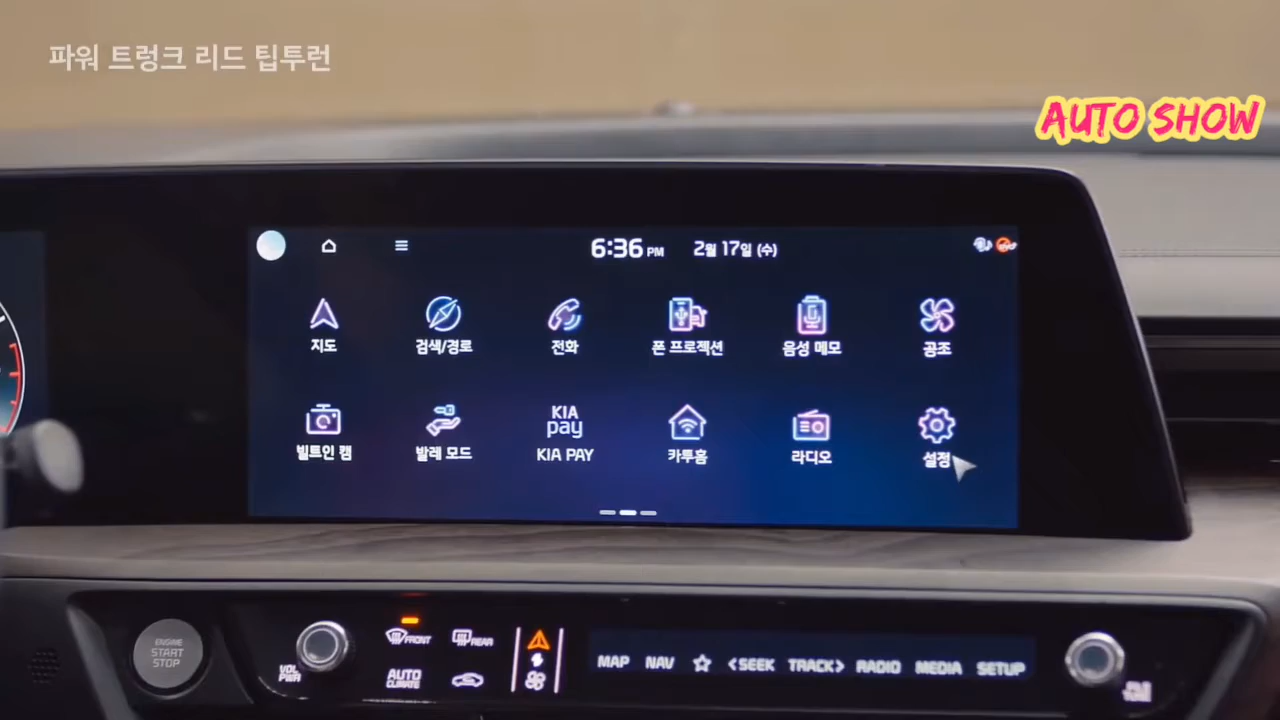 파워 트렁크 리드 팁투런
AUTO SHOW
6:36 PM 2월 17일 (수)
지도 검색/경로 전화 폰 프로젝션 음성 메모 공조
KIA
pay
빌트인 캠 발레 모드 KIA PAY 카투홈 라디오 설정
ENGINE
START
STOP
VOL
PWR
FRONT REAR
AUTO
CLIMATE
MAP NAV <SEEK TRACK> RADIO MEDIA SETUP
TUNE